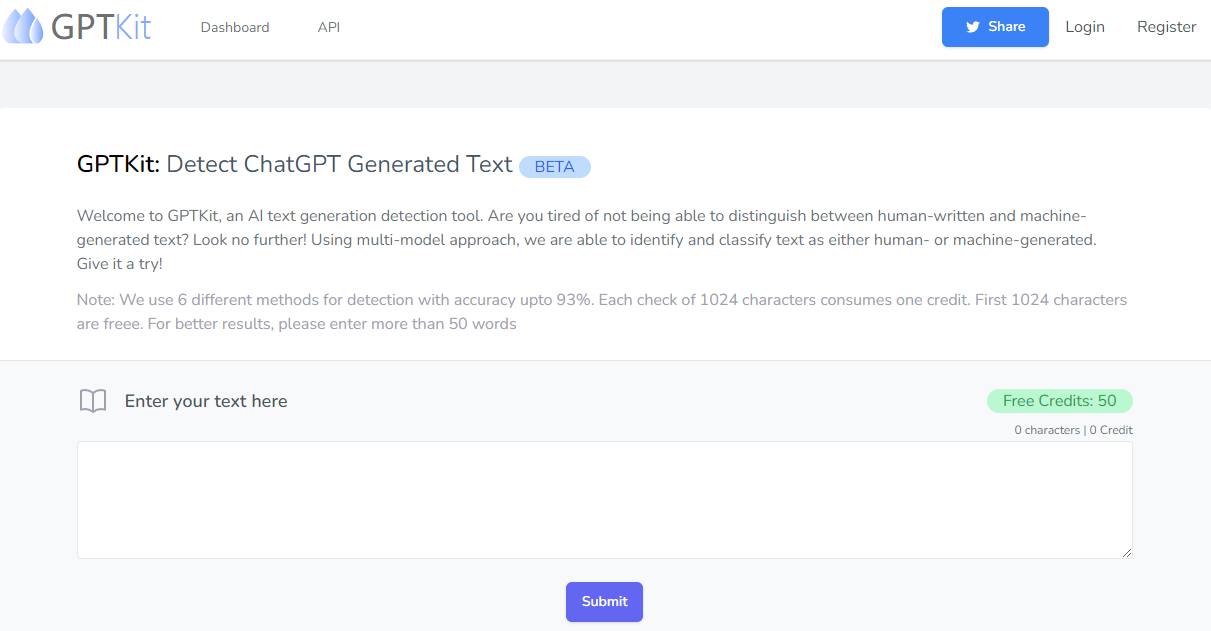 GPTKit Dashboard API Share Login Register
GPTKit: Detect ChatGPT Generated Text BETA
Welcome to GPTKit, an AI text generation detection tool. Are you tired of not being able to distinguish between human-written and machine-
generated text? Look no further! Using multi-model approach, we are able to identify and classify text as either human- or machine-generated.
Give it a try!
Note: We use 6 different methods for detection with accuracy upto 93%. Each check of 1024 characters consumes one credit. First 1024 characters
are freee. For better results, please enter more than 50 words
Enter your text here Free Credits: 50
0 characters | 0 Credit
Submit